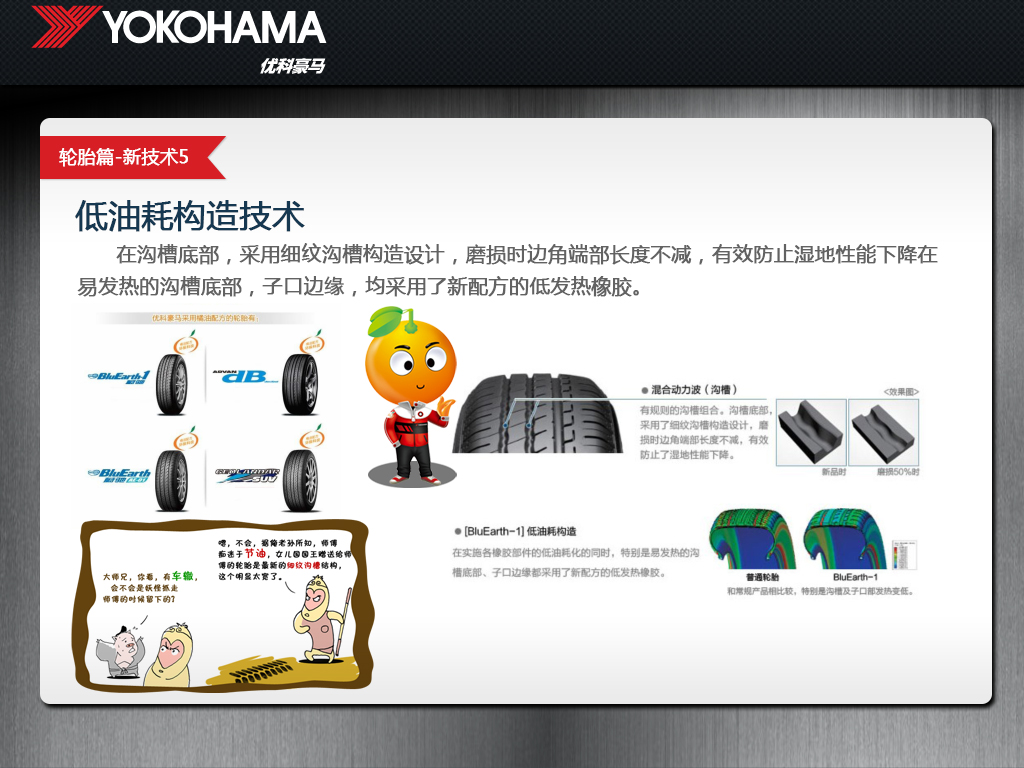 YOKOHAMA
优科豪马
轮胎篇-新技术5
低油耗构造技术
在沟槽底部，采用细纹沟槽构造设计，磨损时边角端部长度不减，有效防止湿地性能下降在
易发热的沟槽底部，子口边缘，均采用了新配方的低发热橡胶。
优科豪马采用橘油配方的轮胎有
BluEarth-1
ADVAN dB
BluEarth
GEOLANDAR SUV
混合动力波（沟槽）
有规则的沟槽组合。沟槽底部，
采用了细纹沟槽构造设计，磨
损时边角端部长度不减，有效
防止了湿地性能下降。
<效果图>
新品时
磨损50%时
[BluEarth-1] 低油耗构造
在实施各橡胶部件的低油耗化的同时，特别是易发热的沟
槽底部、子口边缘都采用了新配方的低发热橡胶。
普通轮胎
BluEarth-1
和常规产品相比较，特别是沟槽及子口部发热变低。
大师兄，你看，有车辙，
会不会是妖怪抓走
师傅的时候留下的？
嘿，不会，据俺老孙所知，师傅
痴迷于节油，女儿国国王赠送给师
傅的轮胎是最新的细纹沟槽结构，
这个明显太宽了。